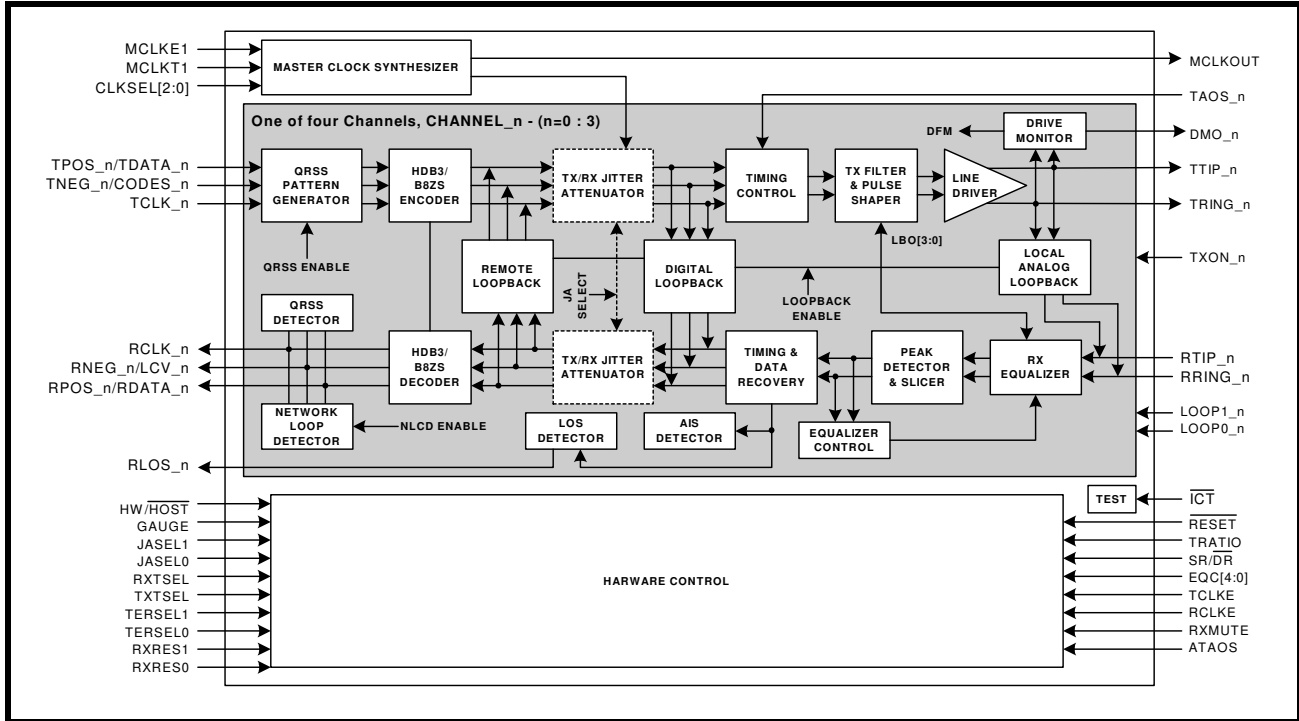 MCLKE1
MCLKT1
CLKSEL[2:0]
MASTER CLOCK SYNTHESIZER
MCLKOUT
TAOS_n
One of four Channels, CHANNEL_n - (n=0 : 3)
DFM
DRIVE
MONITOR
DMO_n
TPOS_n/TDATA_n
TNEG_n/CODES_n
TCLK_n
QRSS
PATTERN
GENERATOR
HDB3/
B8ZS
ENCODER
TX/RX JITTER
ATTENUATOR
TIMING
CONTROL
TX FILTER
& PULSE
SHAPER
LINE
DRIVER
TTIP_n
TRING_n
QRSS ENABLE
REMOTE
LOOPBACK
JA
SELECT
DIGITAL
LOOPBACK
LOOPBACK
ENABLE
LBO[3:0]
LOCAL
ANALOG
LOOPBACK
TXON_n
QRSS
DETECTOR
RCLK_n
RNEG_n/LCV_n
RPOS_n/RDATA_n
HDB3/
B8ZS
DECODER
TX/RX JITTER
ATTENUATOR
TIMING &
DATA
RECOVERY
PEAK
DETECTOR
& SLICER
RX
EQUALIZER
RTIP_n
RRING_n
NETWORK
LOOP
DETECTOR
NLCD ENABLE
LOS
DETECTOR
AIS
DETECTOR
EQUALIZER
CONTROL
LOOP1_n
LOOP0_n
RLOS_n
TEST
ICT
HW/HOST
GAUGE
JASEL1
JASEL0
RXTSEL
TXTSEL
TERSEL1
TERSEL0
RXRES1
RXRES0
HARWARE CONTROL
RESET
TRATIO
SR/DR
EQC[4:0]
TCLKE
RCLKE
RXMUTE
ATAOS